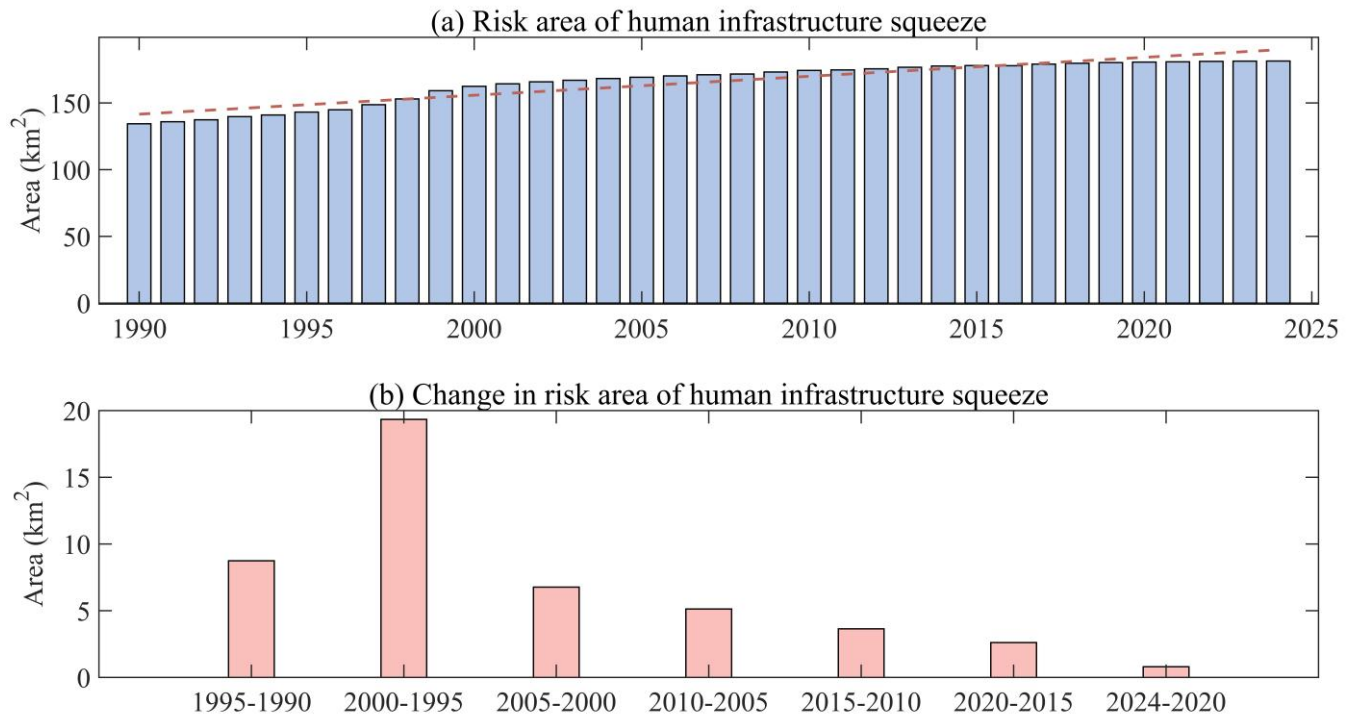 (a) Risk area of human infrastructure squeeze
Area (km²)
150
100
50
0
1990 1995 2000 2005 2010 2015 2020 2025
(b) Change in risk area of human infrastructure squeeze
Area (km²)
20
15
10
5
0
1995-1990 2000-1995 2005-2000 2010-2005 2015-2010 2020-2015 2024-2020